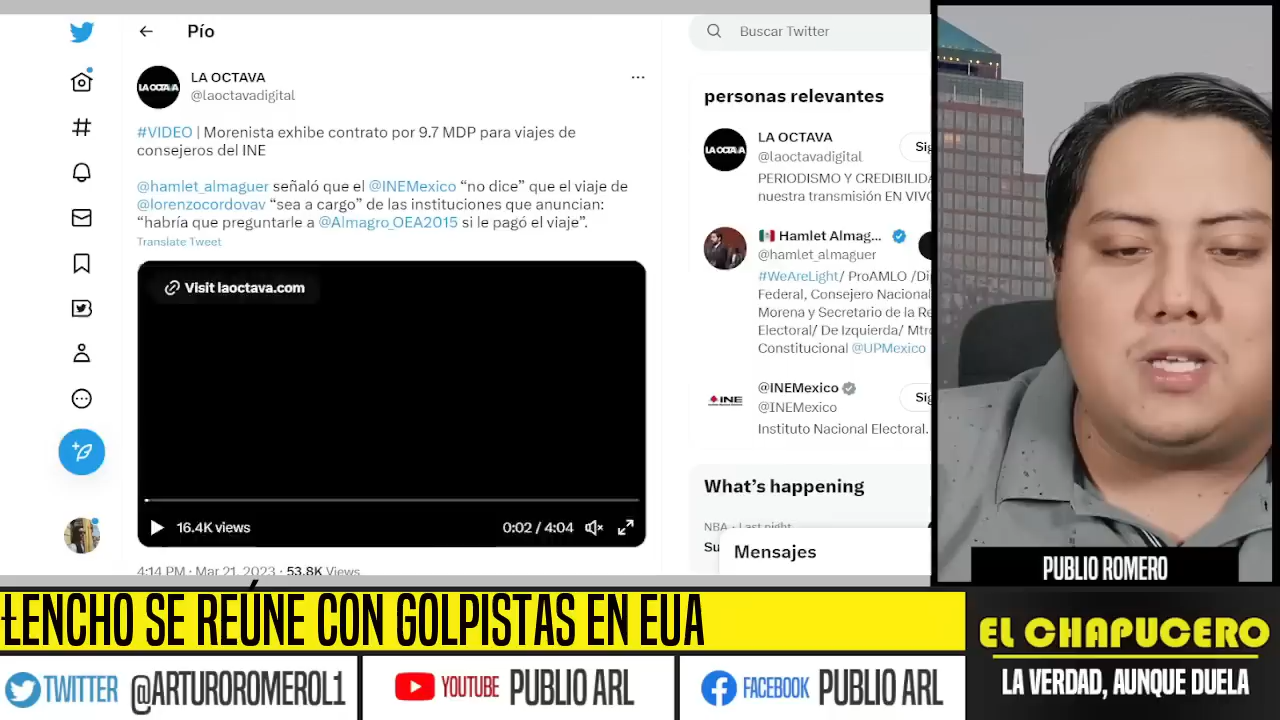 Pío
LA OCTAVA
@laoctavadigital
#VIDEO | Morenista exhibe contrato por 9.7 MDP para viajes de
consejeros del INE
@hamlet_almaguer señaló que el @INEMexico “no dice” que el viaje de
@lorenzocordovav “sea a cargo” de las instituciones que anuncian:
“habría que preguntarle a @Almagro_OEA2015 si le pagó el viaje”.
Translate Tweet
Visit laoctava.com
16.4K views
0:02 / 4:04
4:14 PM · Mar 21, 2023 · 53.8K Views
Buscar Twitter
personas relevantes
LA OCTAVA
@laoctavadigital
PERIODISMO Y CREDIBILIDA
nuestra transmisión EN VIVO
Hamlet Almag...
@hamlet_almaguer
#WeAreLight/ ProAMLO /Di
Federal, Consejero Nacional
Morena y Secretario de la Re
Electoral/ De Izquierda/ Mtro
Constitucional @UPMexico
INE
@INEMexico
@INEMexico
Instituto Nacional Electoral.
What’s happening
NBA · Last night
Su
Mensajes
PUBLIO ROMERO
LENCHO SE REÚNE CON GOLPISTAS EN EUA
EL CHAPUCERO
LA VERDAD, AUNQUE DUELA
TWITTER @ARTUROROMEROL1
YOUTUBE PUBLIO ARL
FACEBOOK PUBLIO ARL